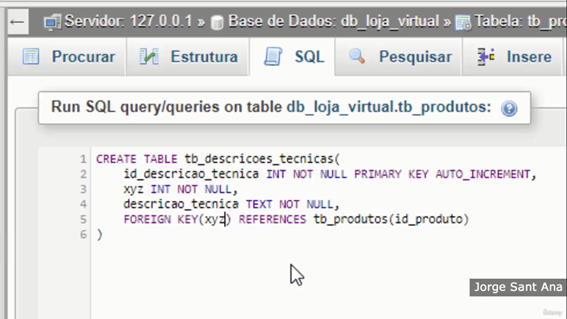 Servidor: 127.0.0.1 » Base de Dados: db_loja_virtual » Tabela: tb_pro
Procurar Estrutura SQL Pesquisar Insere
Run SQL query/queries on table db_loja_virtual.tb_produtos:
1 CREATE TABLE tb_descricoes_tecnicas(
2 id_descricao_tecnica INT NOT NULL PRIMARY KEY AUTO_INCREMENT,
3 xyz INT NOT NULL,
4 descricao_tecnica TEXT NOT NULL,
5 FOREIGN KEY(xyz) REFERENCES tb_produtos(id_produto)
6 )
Jorge Sant Ana
Udemy